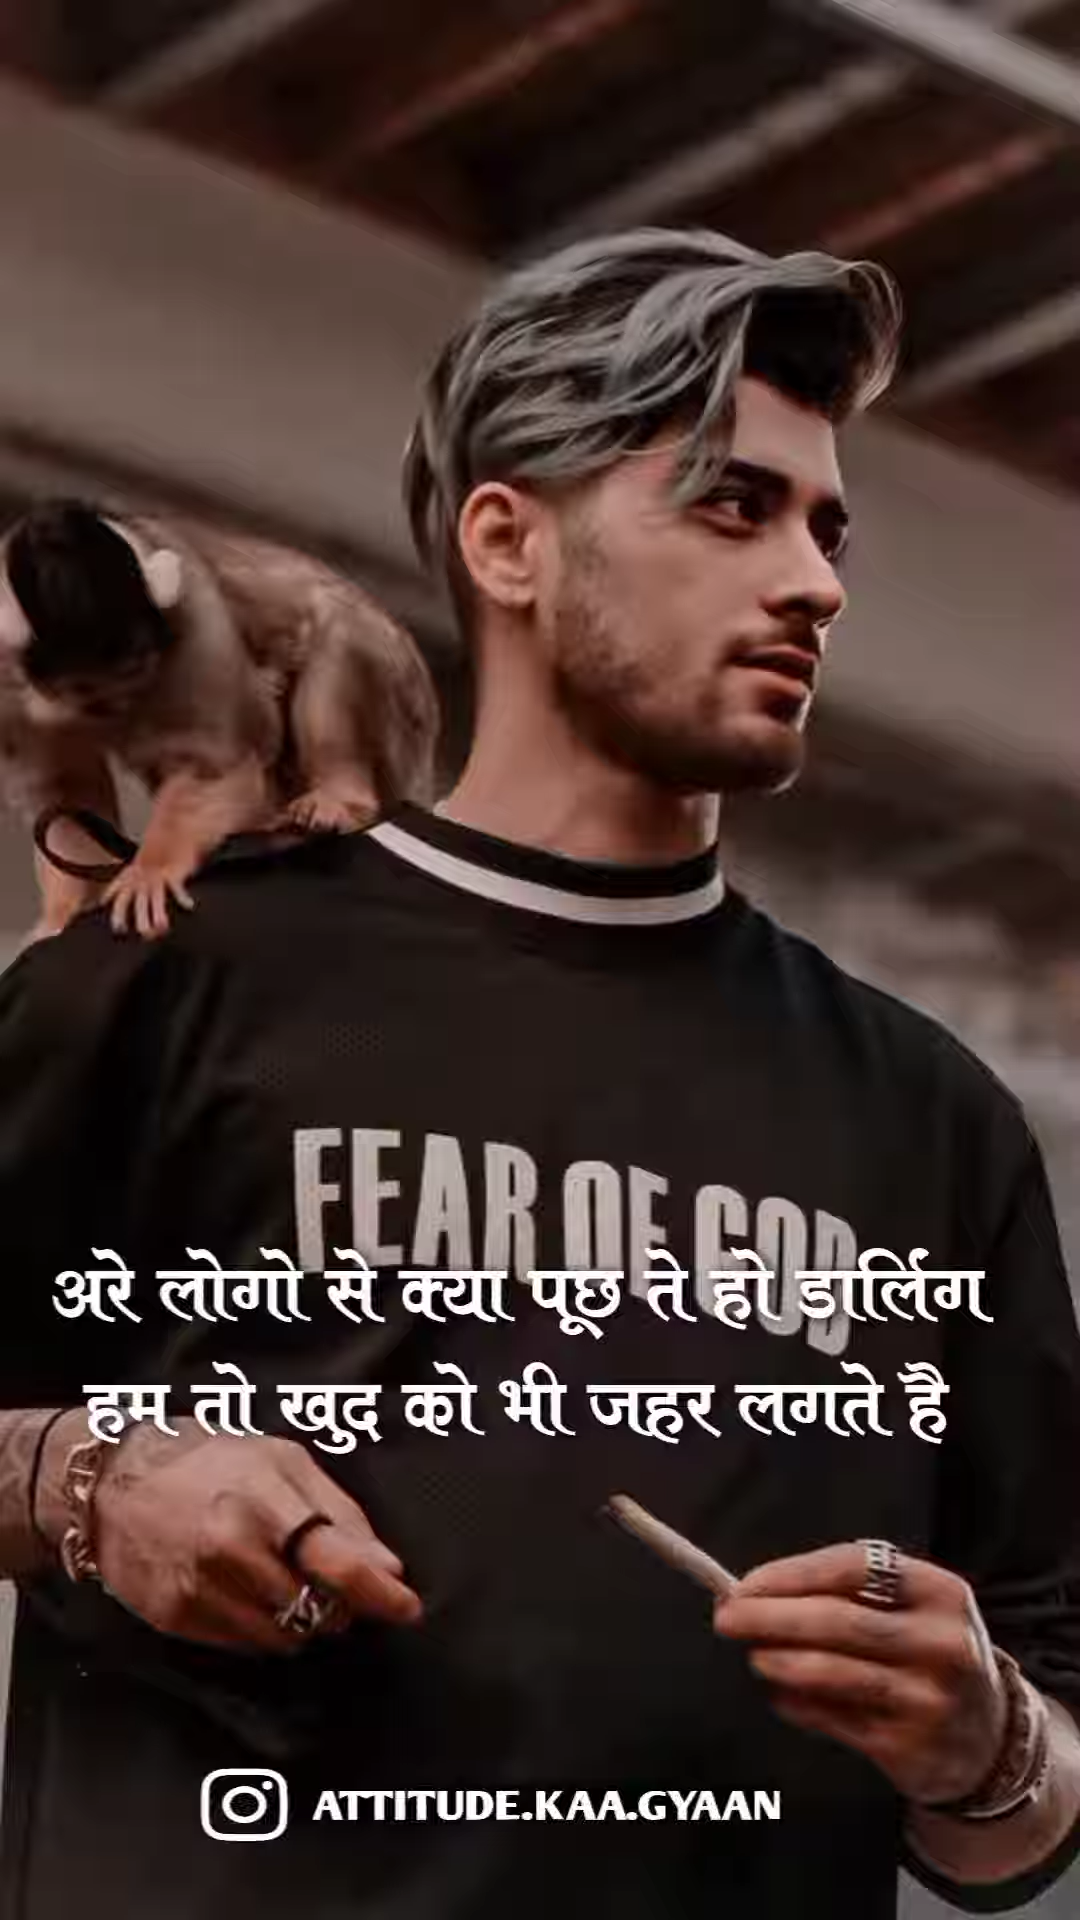 FEAR OF GOD
अरे लोगो से क्या पूछ ते हो डार्लिग
हम तो खुद को भी जहर लगते है
ATTITUDE.KAA.GYAAN